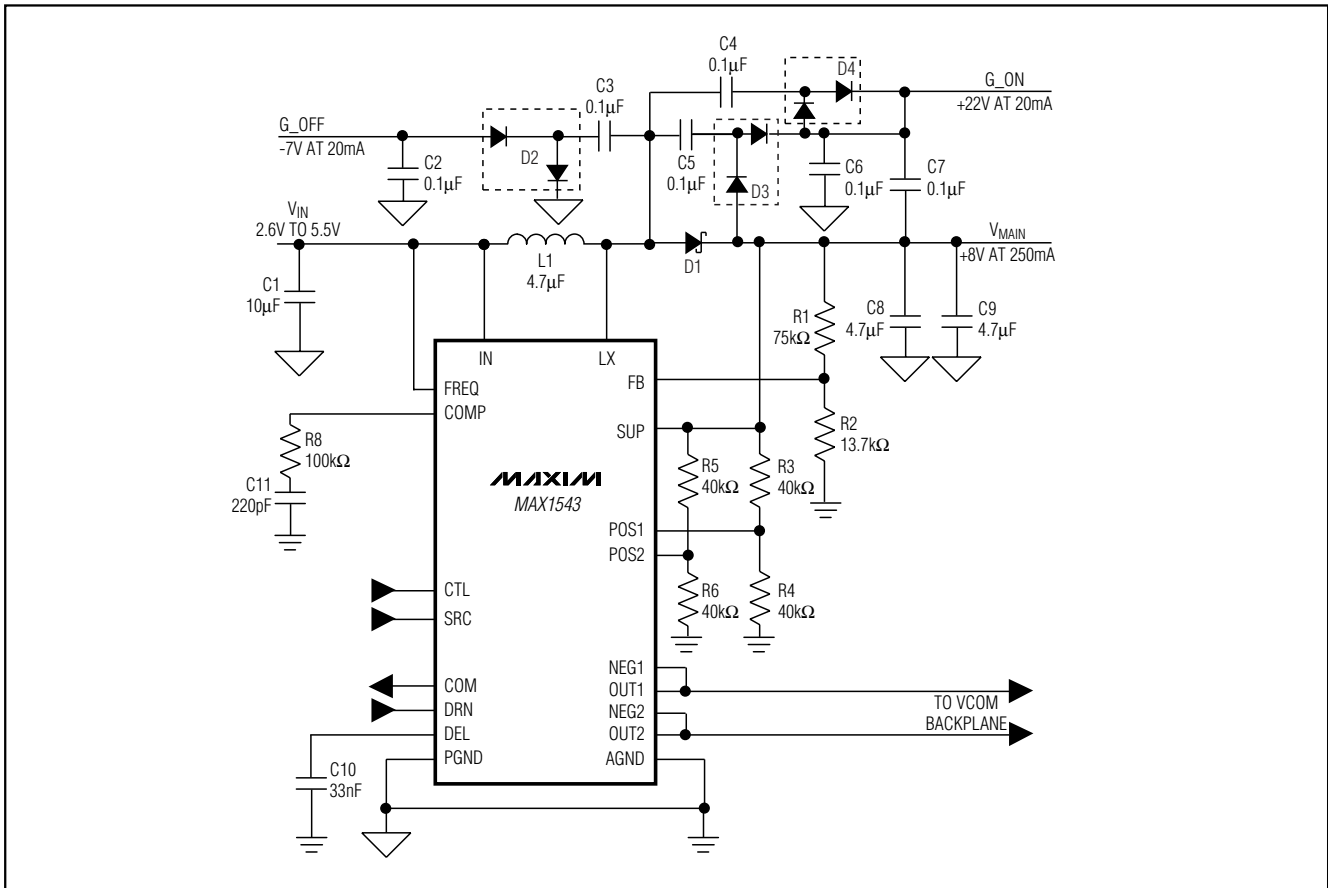 C4
0.1µF
D4
G_ON
+22V AT 20mA
C3
0.1µF
G_OFF
-7V AT 20mA
C2
0.1µF
D2
C5
0.1µF
D3
C6
0.1µF
C7
0.1µF
VIN
2.6V TO 5.5V
L1
4.7µF
D1
VMAIN
+8V AT 250mA
C1
10µF
R1
75kΩ
C8
4.7µF
C9
4.7µF
IN
LX
FREQ
FB
COMP
SUP
R2
13.7kΩ
R8
100kΩ
R5
40kΩ
R3
40kΩ
C11
220pF
MAXIM
MAX1543
POS1
POS2
CTL
SRC
R6
40kΩ
R4
40kΩ
NEG1
COM
OUT1
TO VCOM
DRN
NEG2
BACKPLANE
DEL
OUT2
PGND
AGND
C10
33nF